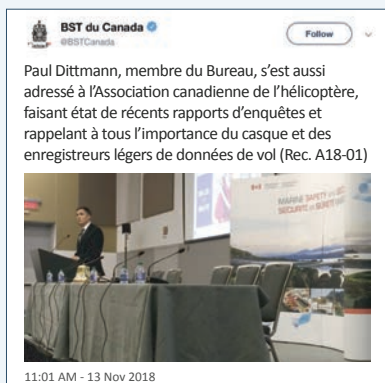 BST du Canada
@BSTCanada
Follow
Paul Dittmann, membre du Bureau, s’est aussi
adressé à l’Association canadienne de l’hélicoptère,
faisant état de récents rapports d’enquêtes et
rappelant à tous l’importance du casque et des
enregistreurs légers de données de vol (Rec. A18-01)
MARINE SAFETY
SÉCURITÉ
11:01 AM - 13 Nov 2018